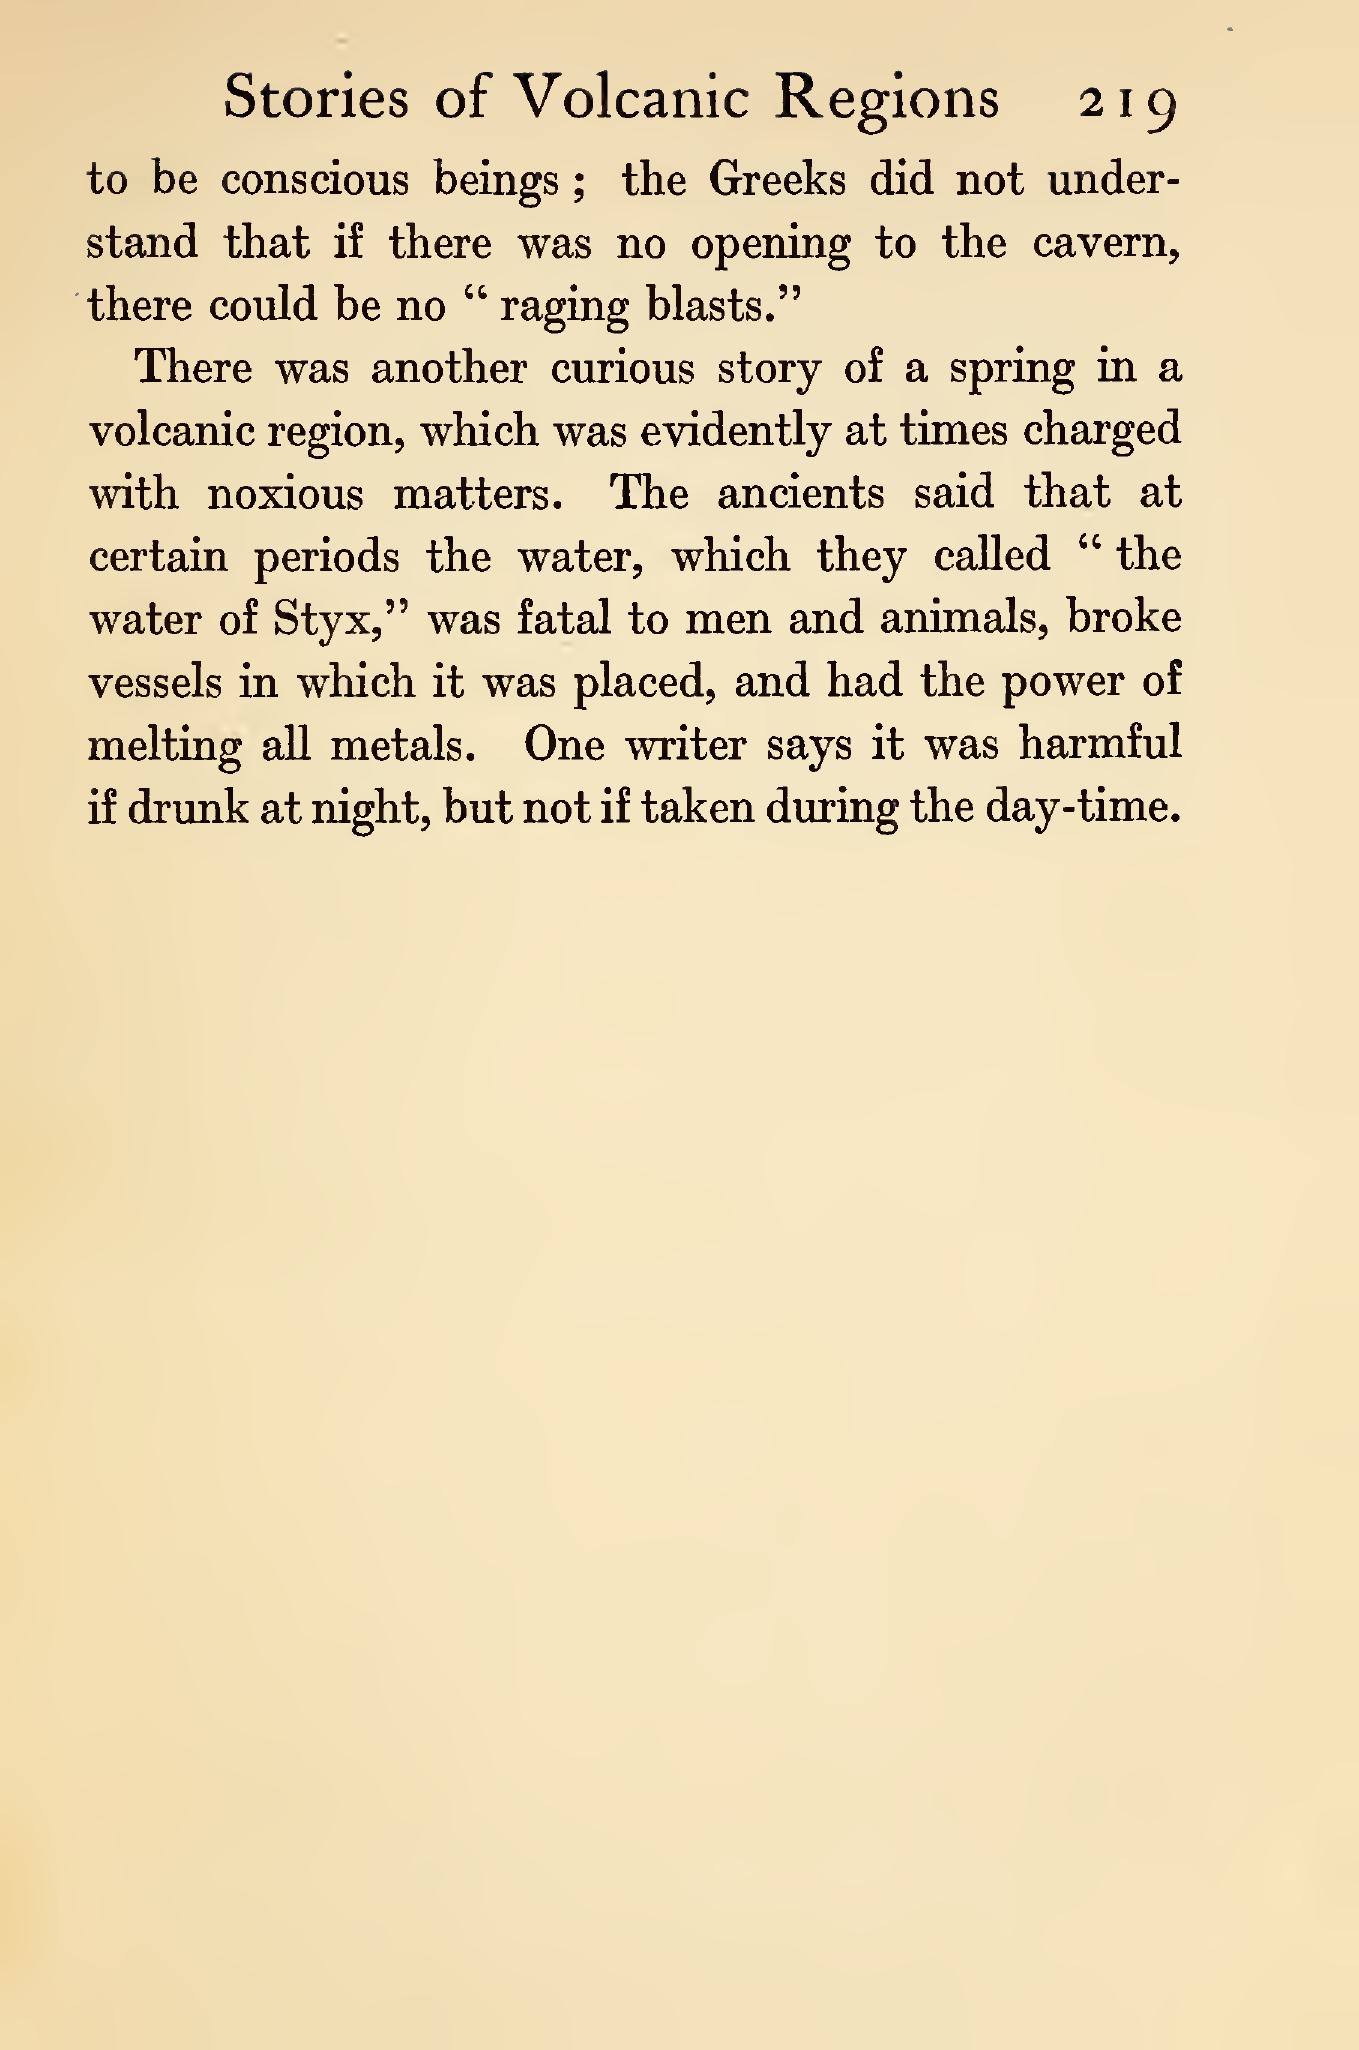 Stories of Volcanic Regions 219
to be conscious beings ; the Greeks did not under-
stand that if there was no opening to the cavern,
there could be no “ raging blasts.”
There was another curious story of a spring in a
volcanic region, which was evidently at times charged
with noxious matters. The ancients said that at
certain periods the water, which they called “ the
water of Styx,” was fatal to men and animals, broke
vessels in which it was placed, and had the power of
melting all metals. One writer says it was harmful
if drunk at night, but not if taken during the day-time.